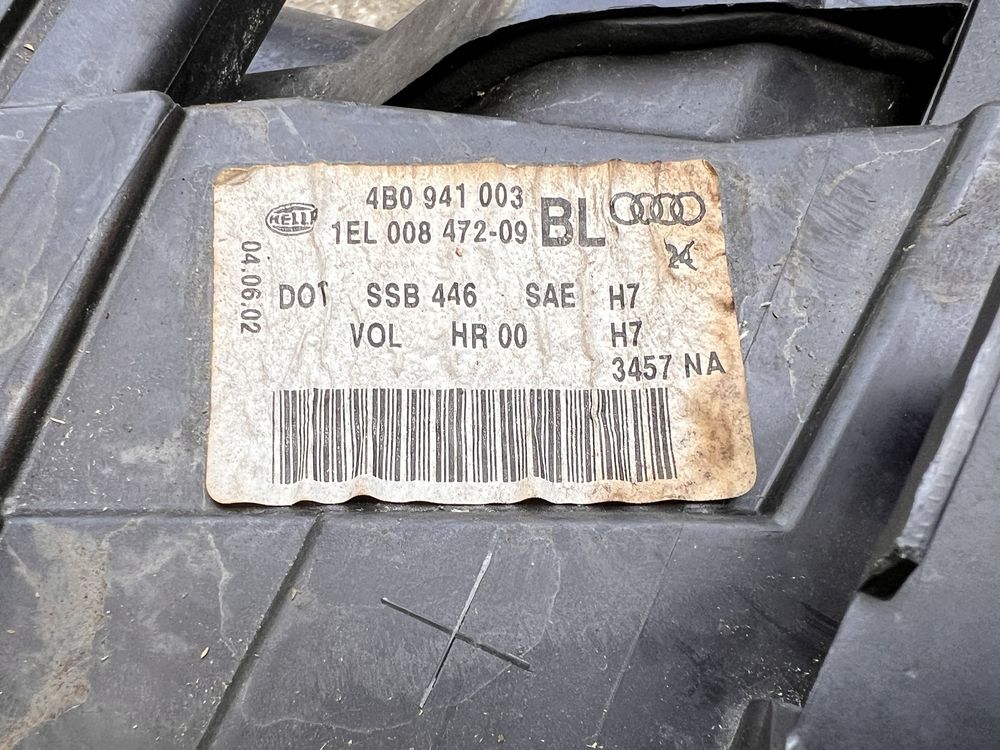 HELLA
4B0 941 003
1EL 008 472-09
BL
04.06.02
24
DOT SSB 446 SAE H7
VOL HR 00 H7
3457 NA